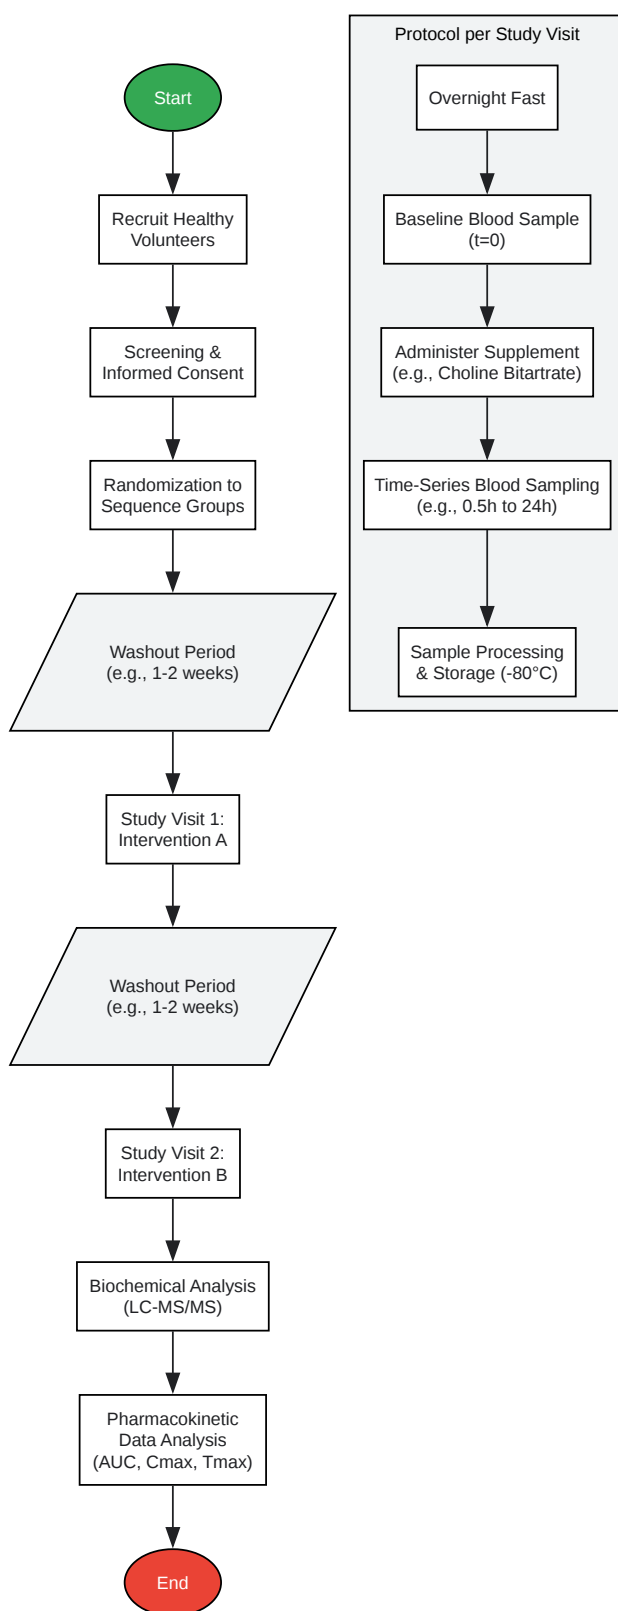 Start
Recruit Healthy
Volunteers
Screening &
Informed Consent
Randomization to
Sequence Groups
Washout Period
(e.g., 1-2 weeks)
Study Visit 1:
Intervention A
Washout Period
(e.g., 1-2 weeks)
Study Visit 2:
Intervention B
Biochemical Analysis
(LC-MS/MS)
Pharmacokinetic
Data Analysis
(AUC, Cmax, Tmax)
End
Protocol per Study Visit
Overnight Fast
Baseline Blood Sample
(t=0)
Administer Supplement
(e.g., Choline Bitartrate)
Time-Series Blood Sampling
(e.g., 0.5h to 24h)
Sample Processing
& Storage (-80°C)